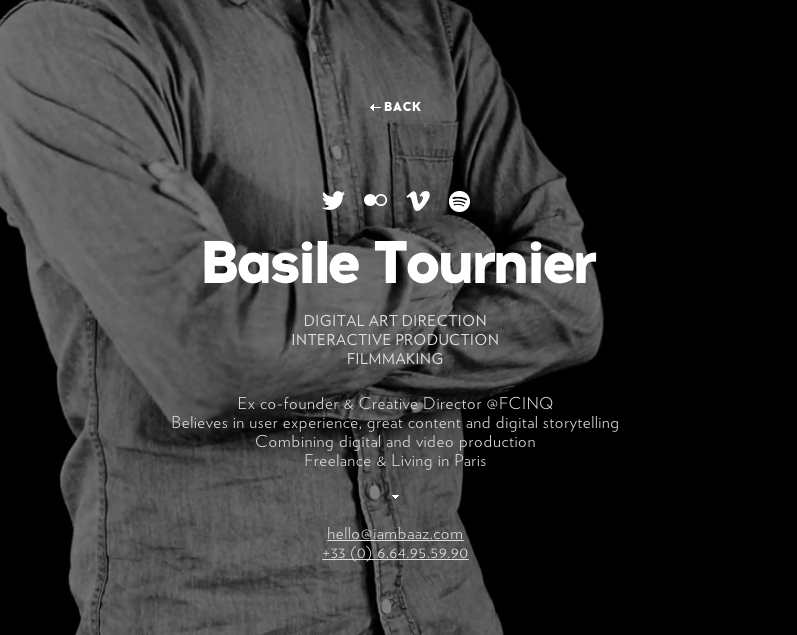 BACK
Basile Tournier
DIGITAL ART DIRECTION
INTERACTIVE PRODUCTION
FILMMAKING
Ex co-founder & Creative Director @FCINQ
Believes in user experience, great content and digital storytelling
Combining digital and video production
Freelance & Living in Paris
hello@iambaaz.com
+33 (0) 6.64.95.59.90